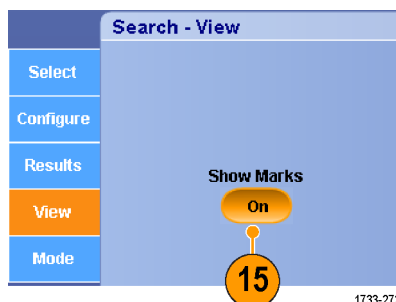 Search - View
Select
Configure
Results
Show Marks
On
View
Mode
15